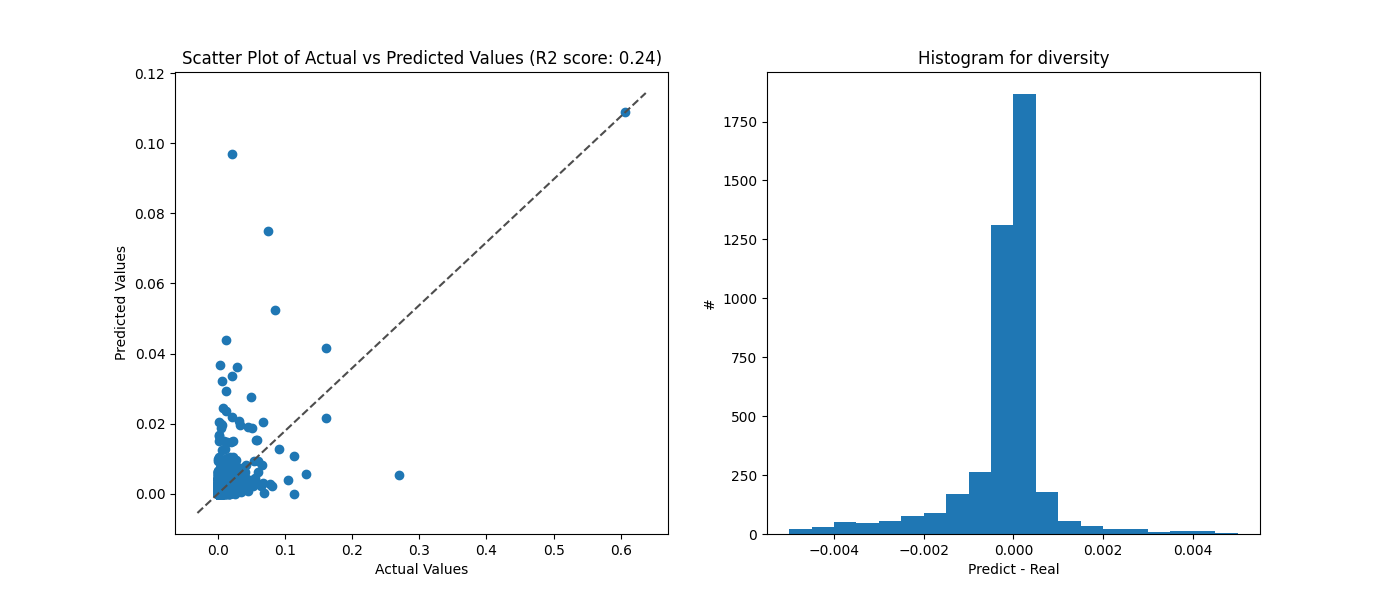 Scatter Plot of Actual vs Predicted Values (R2 score: 0.24)
0.12
0.10
0.08
0.06
0.04
0.02
0.00
Predicted Values
0.0 0.1 0.2 0.3 0.4 0.5 0.6
Actual Values
Histogram for diversity
1750
1500
1250
1000
750
500
250
0
#
−0.004 −0.002 0.000 0.002 0.004
Predict - Real